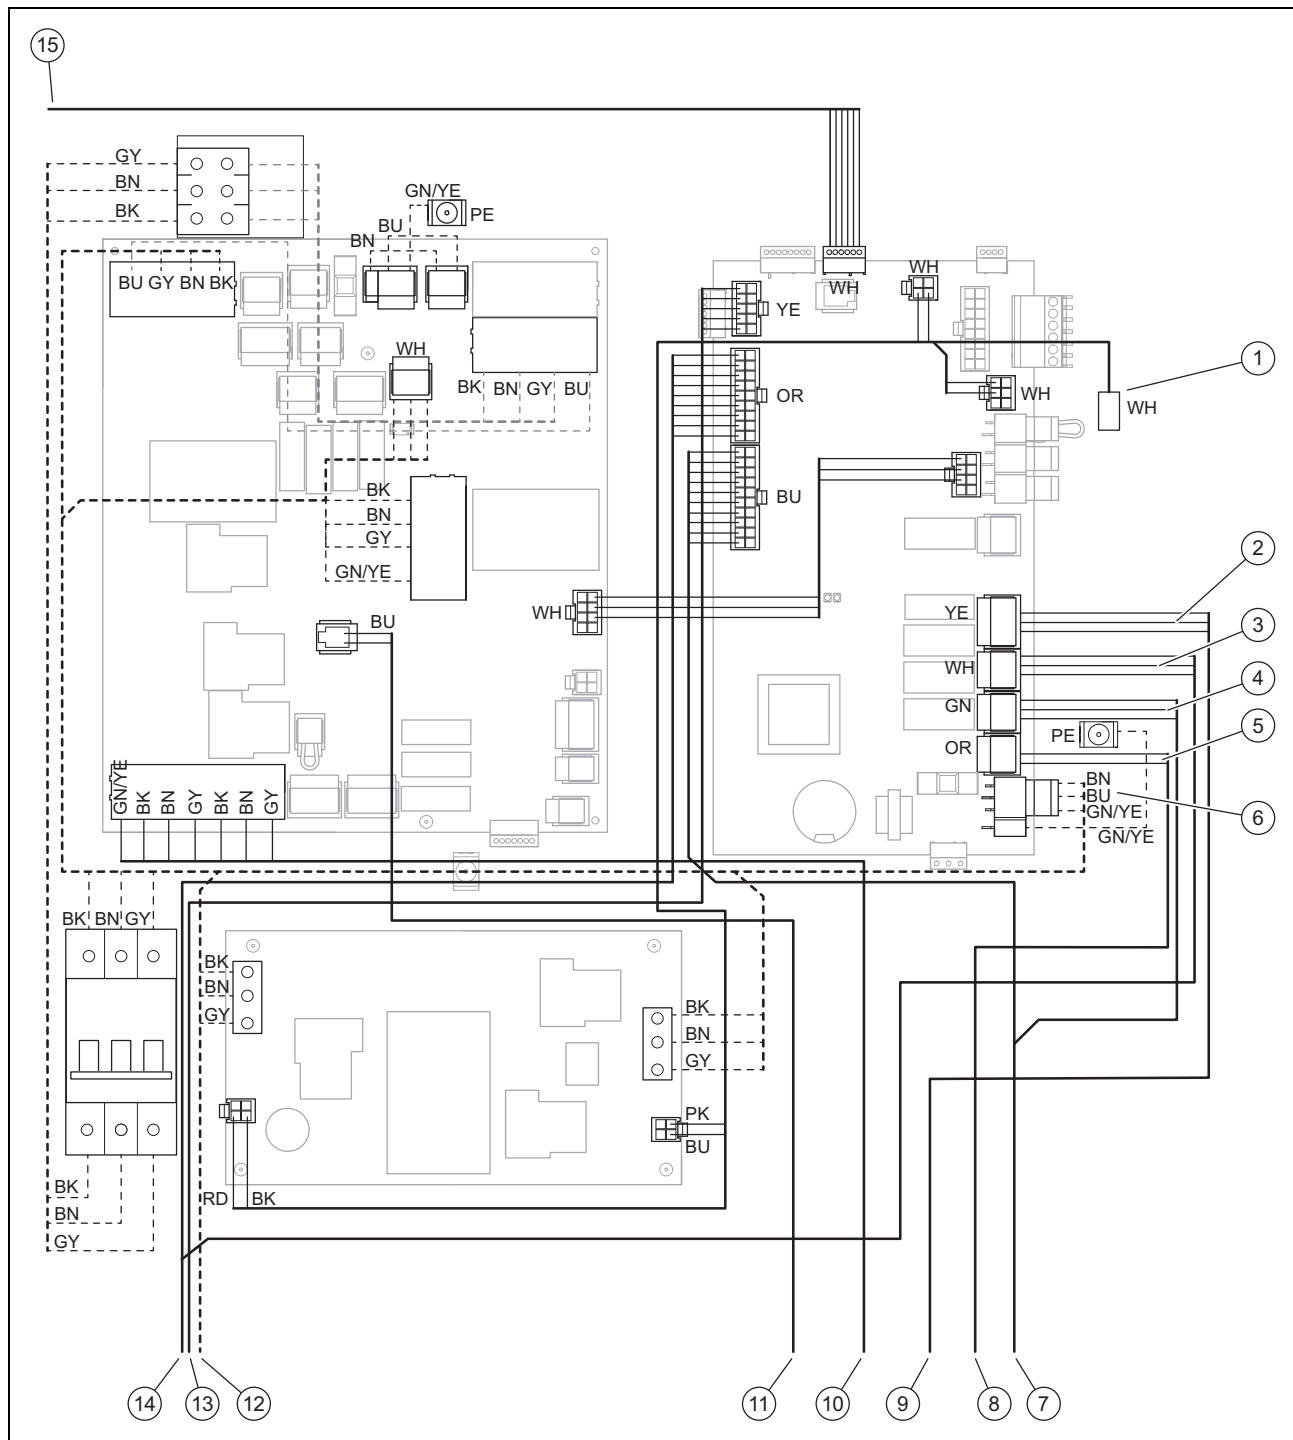 15
GY
BN
BK
GN/YE
PE
BU
BN
BU GY BN BK
WH
WH
YE
WH
BK BN GY BU
OR
WH
WH
1
BK
BN
GY
GN/YE
BU
2
YE
WH
BU
3
WH
4
GN
5
OR
PE
BN
BU
GN/YE
GN/YE
6
GN/YE
BK
BN
GY
BK
BN
GY
BK BN GY
BK
BN
GY
BK
BN
GY
PK
BU
RD BK
BK
BN
GY
14 13 12 11 10 9 8 7